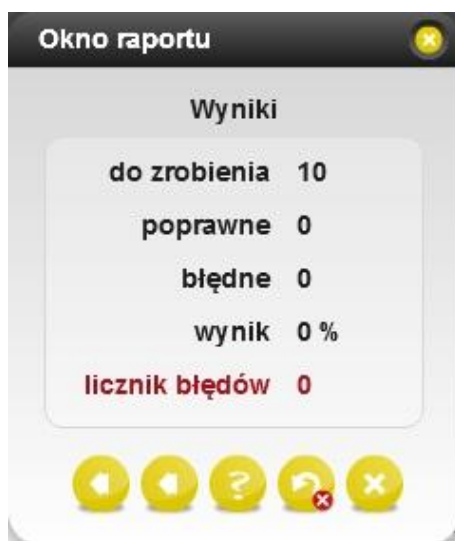 Okno raportu
Wyniki
do zrobienia 10
poprawne 0
błędne 0
wynik 0 %
licznik błędów 0
?